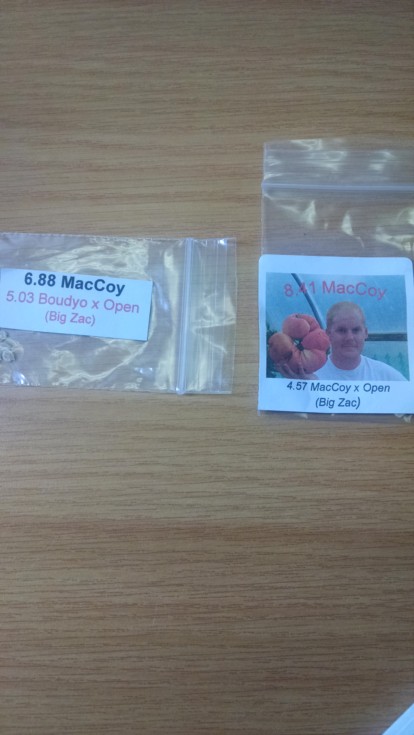 6.88 MacCoy
5.03 Boudyo x Open
(Big Zac)
8.41 MacCoy
4.57 MacCoy x Open
(Big Zac)